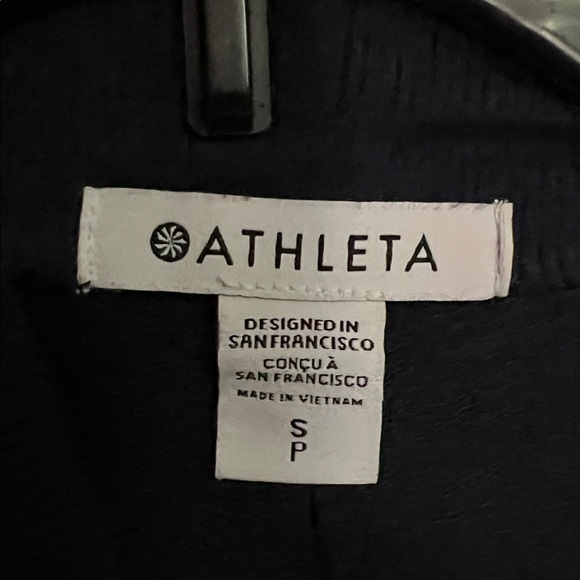 ATHLETA
DESIGNED IN
SAN FRANCISCO
CONÇU À
SAN FRANCISCO
MADE IN VIETNAM
S
P